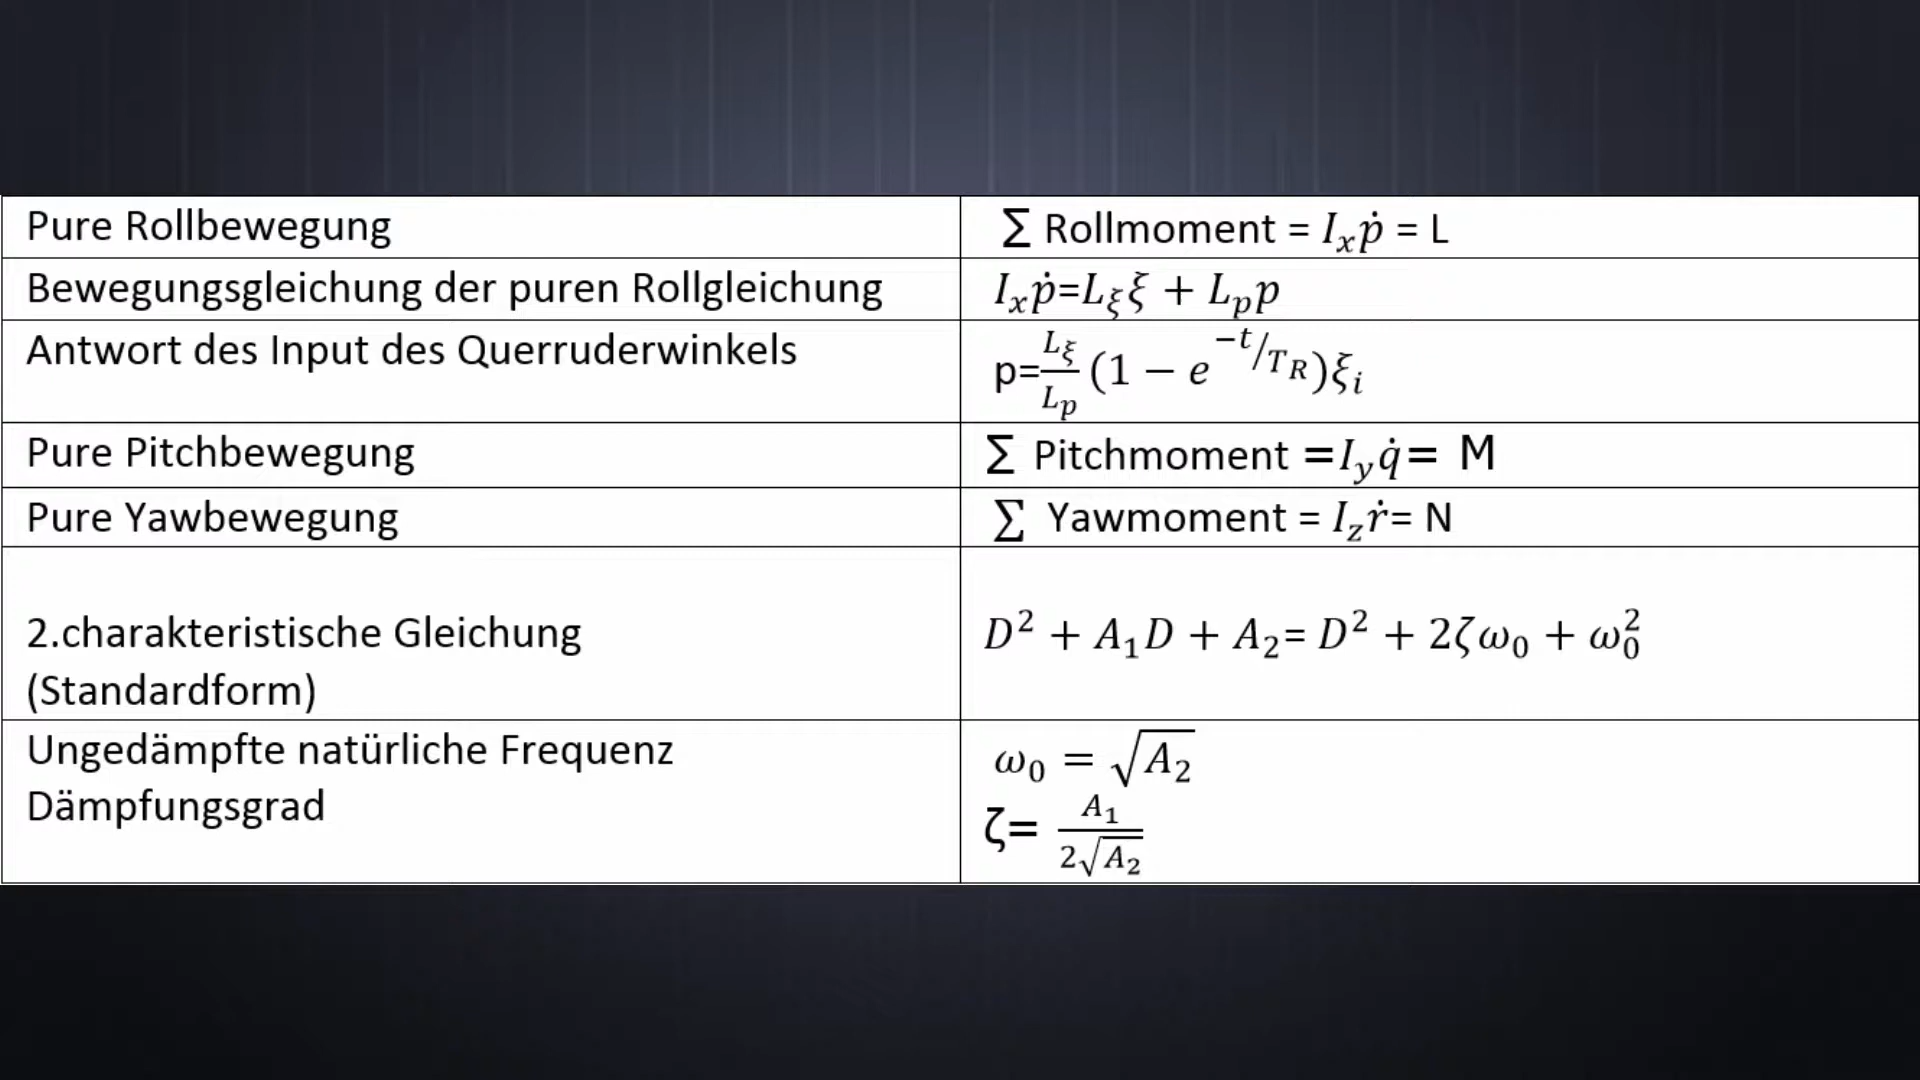 Pure Rollbewegung
∑ Rollmoment = I_x ṗ = L
Bewegungsgleichung der puren Rollgleichung
I_x ṗ=L_ξ ξ + L_p p
Antwort des Input des Querruderwinkels
p=L_ξ/L_p (1 − e^(−t/T_R))ξ_i
Pure Pitchbewegung
∑ Pitchmoment =I_y q̇= M
Pure Yawbewegung
∑ Yawmoment = I_z ṙ= N
2.charakteristische Gleichung
(Standardform)
D² + A₁D + A₂= D² + 2ζω₀ + ω₀²
Ungedämpfte natürliche Frequenz
Dämpfungsgrad
ω₀ = √A₂
ζ= A₁/(2√A₂)